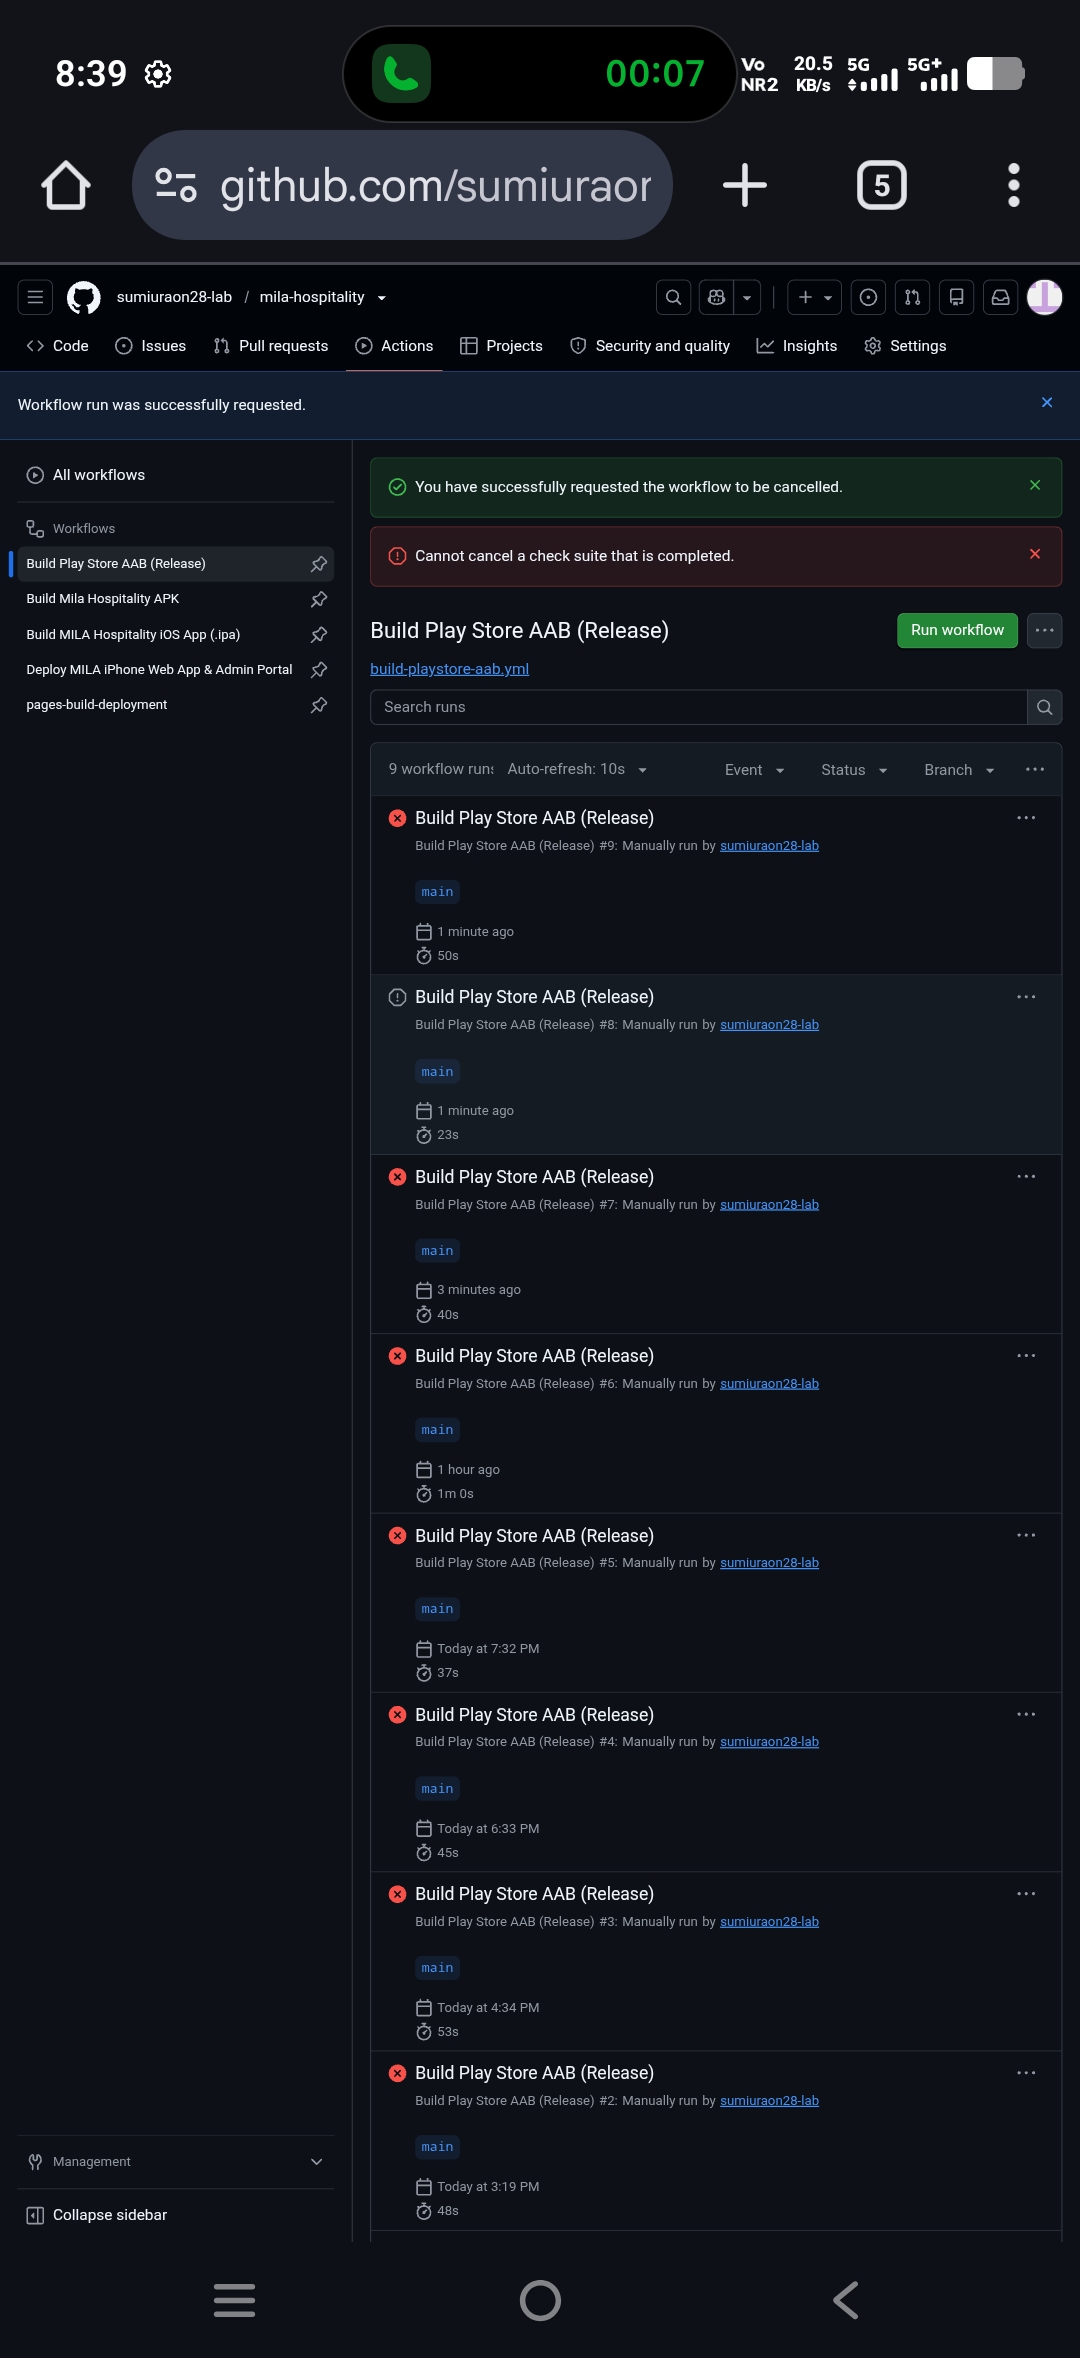 8:39
00:07
Vo
NR2
20.5
KB/s
5G
5G+
github.com/sumiuraor
5
sumiuraon28-lab / mila-hospitality
Code
Issues
Pull requests
Actions
Projects
Security and quality
Insights
Settings
Workflow run was successfully requested.
All workflows
Workflows
Build Play Store AAB (Release)
Build Mila Hospitality APK
Build MILA Hospitality iOS App (.ipa)
Deploy MILA iPhone Web App & Admin Portal
pages-build-deployment
Management
Collapse sidebar
You have successfully requested the workflow to be cancelled.
Cannot cancel a check suite that is completed.
Build Play Store AAB (Release)
Run workflow
build-playstore-aab.yml
Search runs
9 workflow runs
Auto-refresh: 10s
Event
Status
Branch
Build Play Store AAB (Release)
Build Play Store AAB (Release) #9: Manually run by sumiuraon28-lab
main
1 minute ago
50s
Build Play Store AAB (Release)
Build Play Store AAB (Release) #8: Manually run by sumiuraon28-lab
main
1 minute ago
23s
Build Play Store AAB (Release)
Build Play Store AAB (Release) #7: Manually run by sumiuraon28-lab
main
3 minutes ago
40s
Build Play Store AAB (Release)
Build Play Store AAB (Release) #6: Manually run by sumiuraon28-lab
main
1 hour ago
1m 0s
Build Play Store AAB (Release)
Build Play Store AAB (Release) #5: Manually run by sumiuraon28-lab
main
Today at 7:32 PM
37s
Build Play Store AAB (Release)
Build Play Store AAB (Release) #4: Manually run by sumiuraon28-lab
main
Today at 6:33 PM
45s
Build Play Store AAB (Release)
Build Play Store AAB (Release) #3: Manually run by sumiuraon28-lab
main
Today at 4:34 PM
53s
Build Play Store AAB (Release)
Build Play Store AAB (Release) #2: Manually run by sumiuraon28-lab
main
Today at 3:19 PM
48s